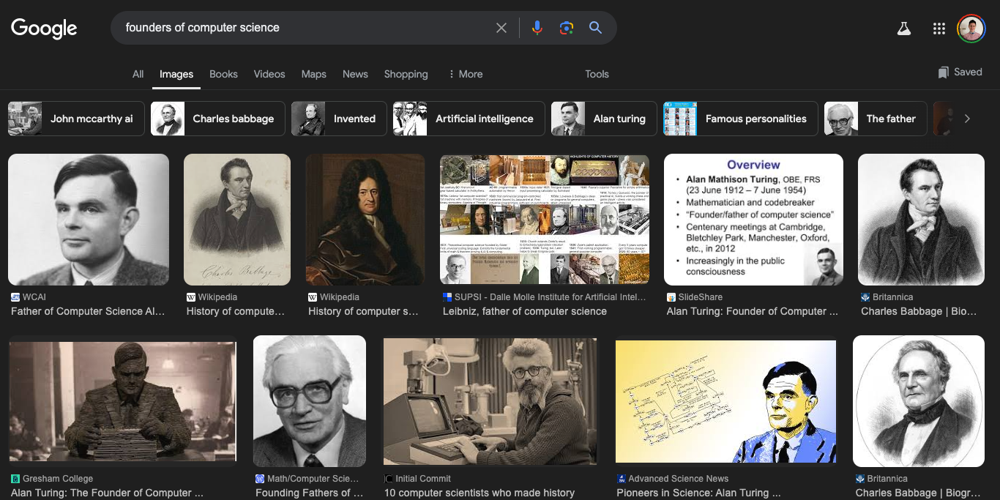 Google
founders of computer science
All Images Books Videos Maps News Shopping More Tools
Saved
John mccarthy ai
Charles babbage
Invented
Artificial intelligence
Alan turing
Famous personalities
The father
HIGHLIGHTS OF COMPUTER HISTORY
Overview
• Alan Mathison Turing, OBE, FRS
(23 June 1912 – 7 June 1954)
• Mathematician and codebreaker
• “Founder/father of computer science”
• Centenary meetings at Cambridge,
Bletchley Park, Manchester, Oxford,
etc., in 2012
• Increasingly in the public
consciousness
Charles Babbage
WCAI
Father of Computer Science Al...
Wikipedia
History of compute...
Wikipedia
History of computer s...
SUPSI - Dalle Molle Institute for Artificial Intel...
Leibniz, father of computer science
SlideShare
Alan Turing: Founder of Computer ...
Britannica
Charles Babbage | Bio...
Gresham College
Alan Turing: The Founder of Computer ...
Math/Computer Scie...
Founding Fathers of ...
Initial Commit
10 computer scientists who made history
Advanced Science News
Pioneers in Science: Alan Turing ...
Britannica
Charles Babbage | Biogr...